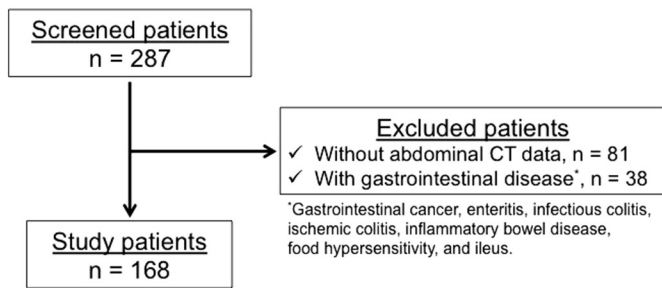 Screened patients
n = 287
Excluded patients
✓ Without abdominal CT data, n = 81
✓ With gastrointestinal disease*, n = 38
*Gastrointestinal cancer, enteritis, infectious colitis,
ischemic colitis, inflammatory bowel disease,
food hypersensitivity, and ileus.
Study patients
n = 168